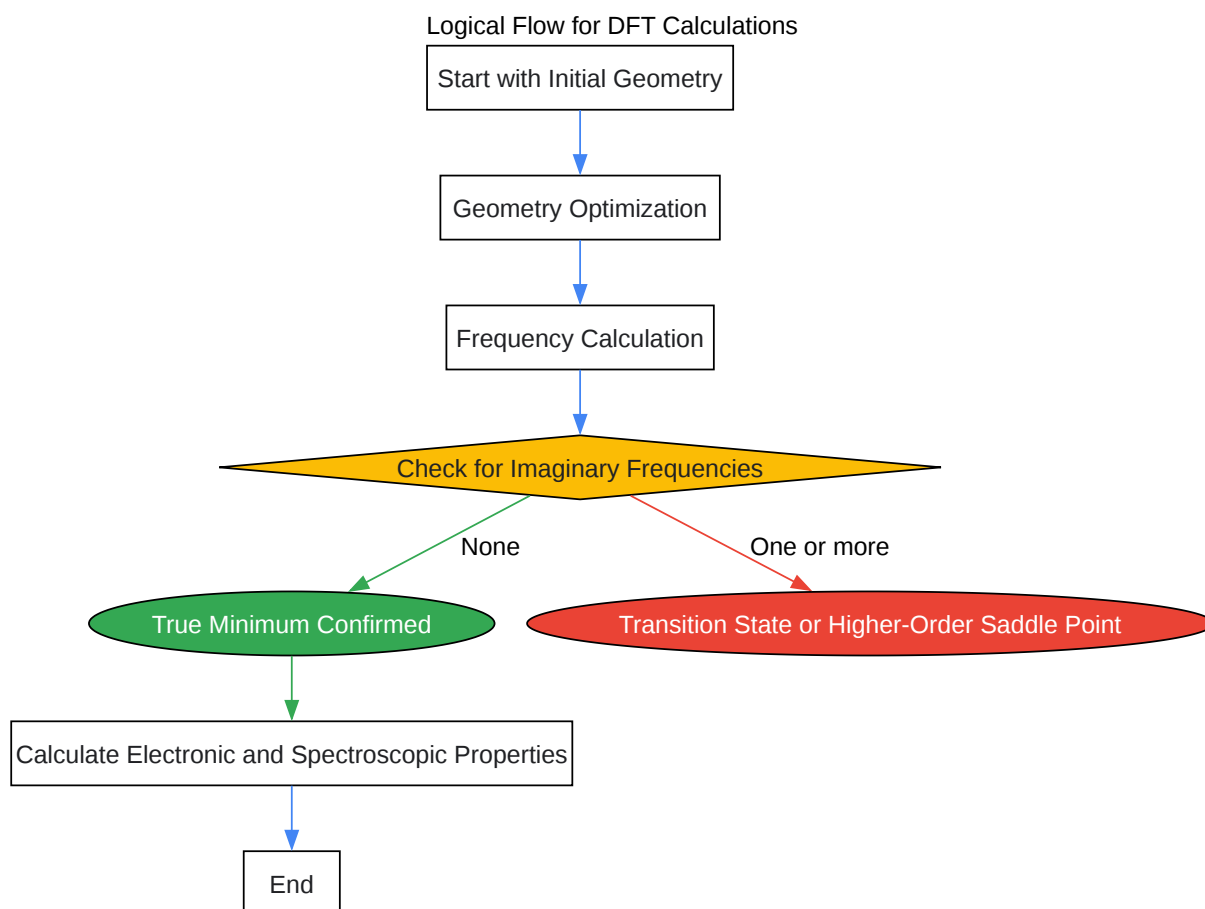 Logical Flow for DFT Calculations
Start with Initial Geometry
Geometry Optimization
Frequency Calculation
Check for Imaginary Frequencies
None
One or more
True Minimum Confirmed
Transition State or Higher-Order Saddle Point
Calculate Electronic and Spectroscopic Properties
End